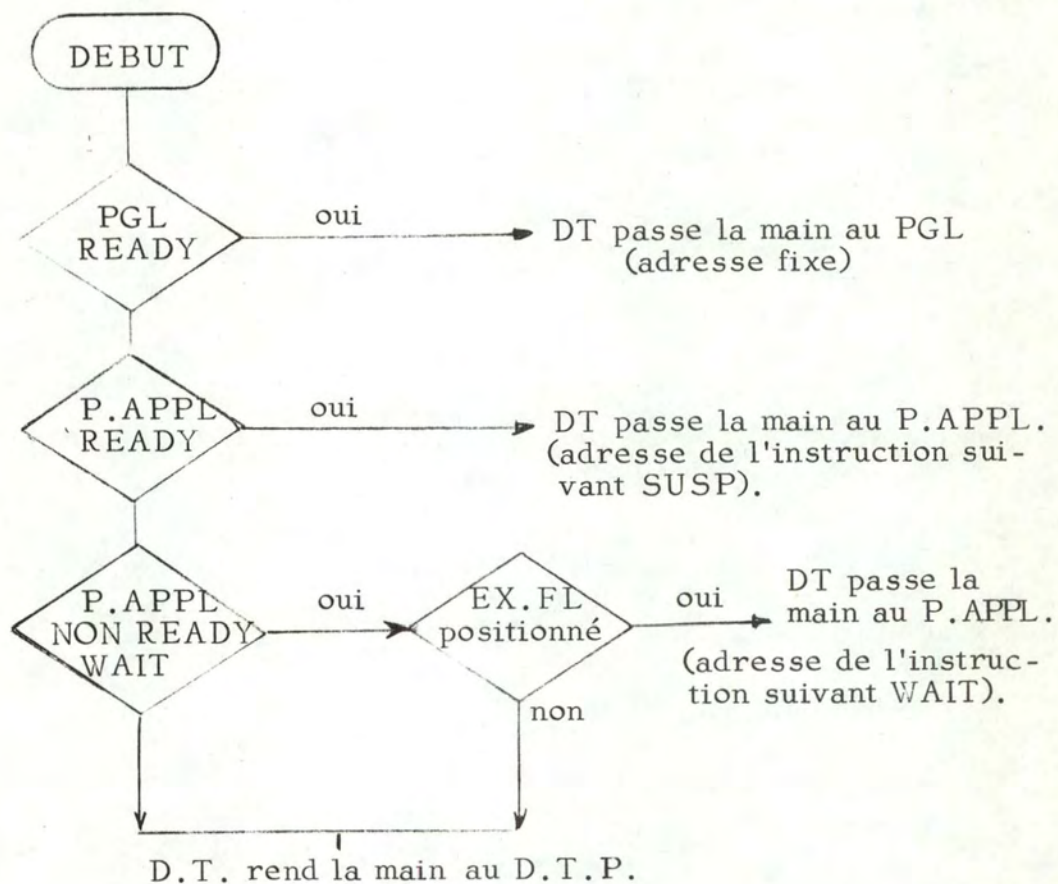 DEBUT
PGL
READY
oui
DT passe la main au PGL
(adresse fixe)
P.APPL
READY
oui
DT passe la main au P.APPL.
(adresse de l'instruction sui-
vant SUSP).
P.APPL
NON READY
WAIT
oui
EX.FL
positionné
oui
DT passe la
main au P.APPL.
(adresse de l'instruc-
tion suivant WAIT).
non
D.T. rend la main au D.T.P.